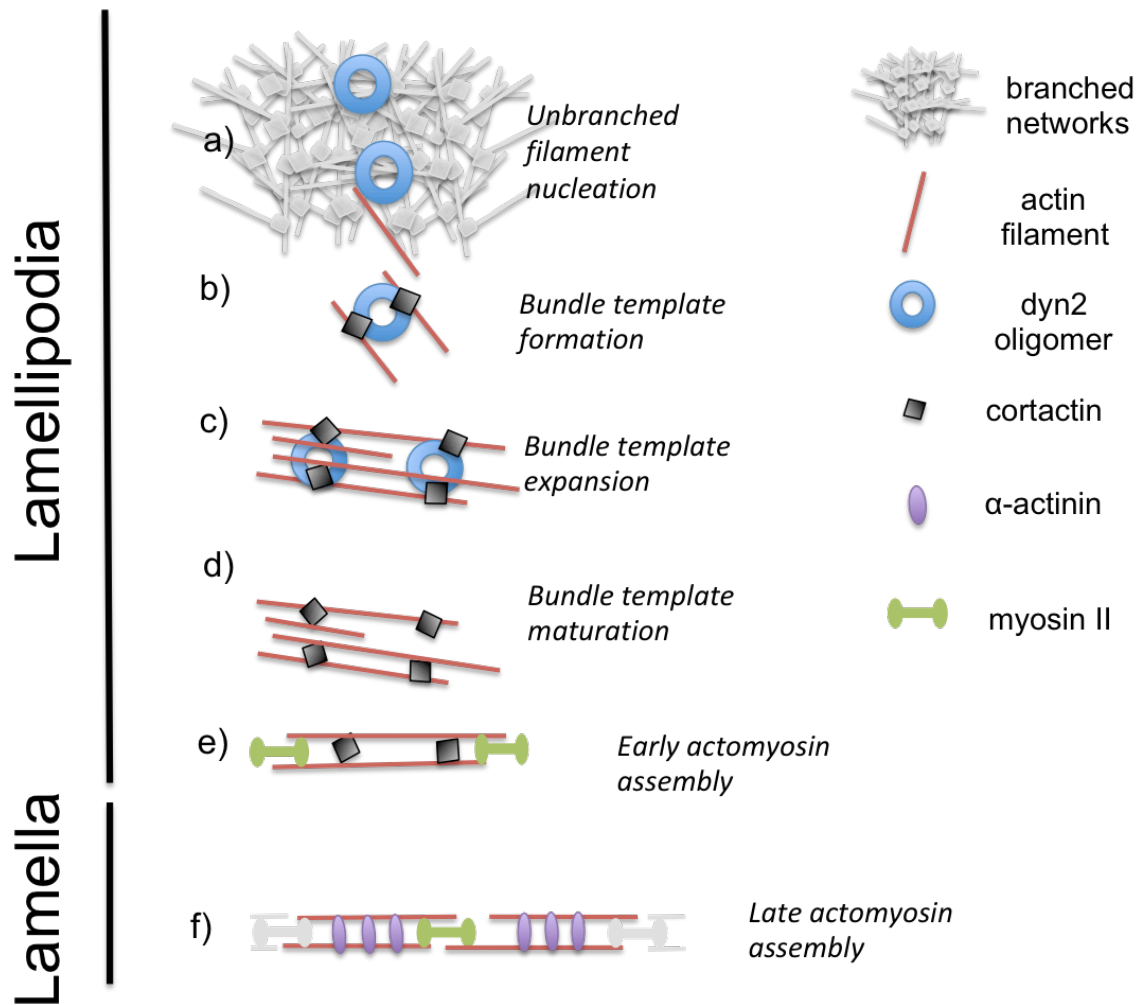 Lamellipodia
Lamella
a)
Unbranched
filament
nucleation
b)
Bundle template
formation
c)
Bundle template
expansion
d)
Bundle template
maturation
e)
Early actomyosin
assembly
f)
Late actomyosin
assembly
branched
networks
actin
filament
dyn2
oligomer
cortactin
α-actinin
myosin II